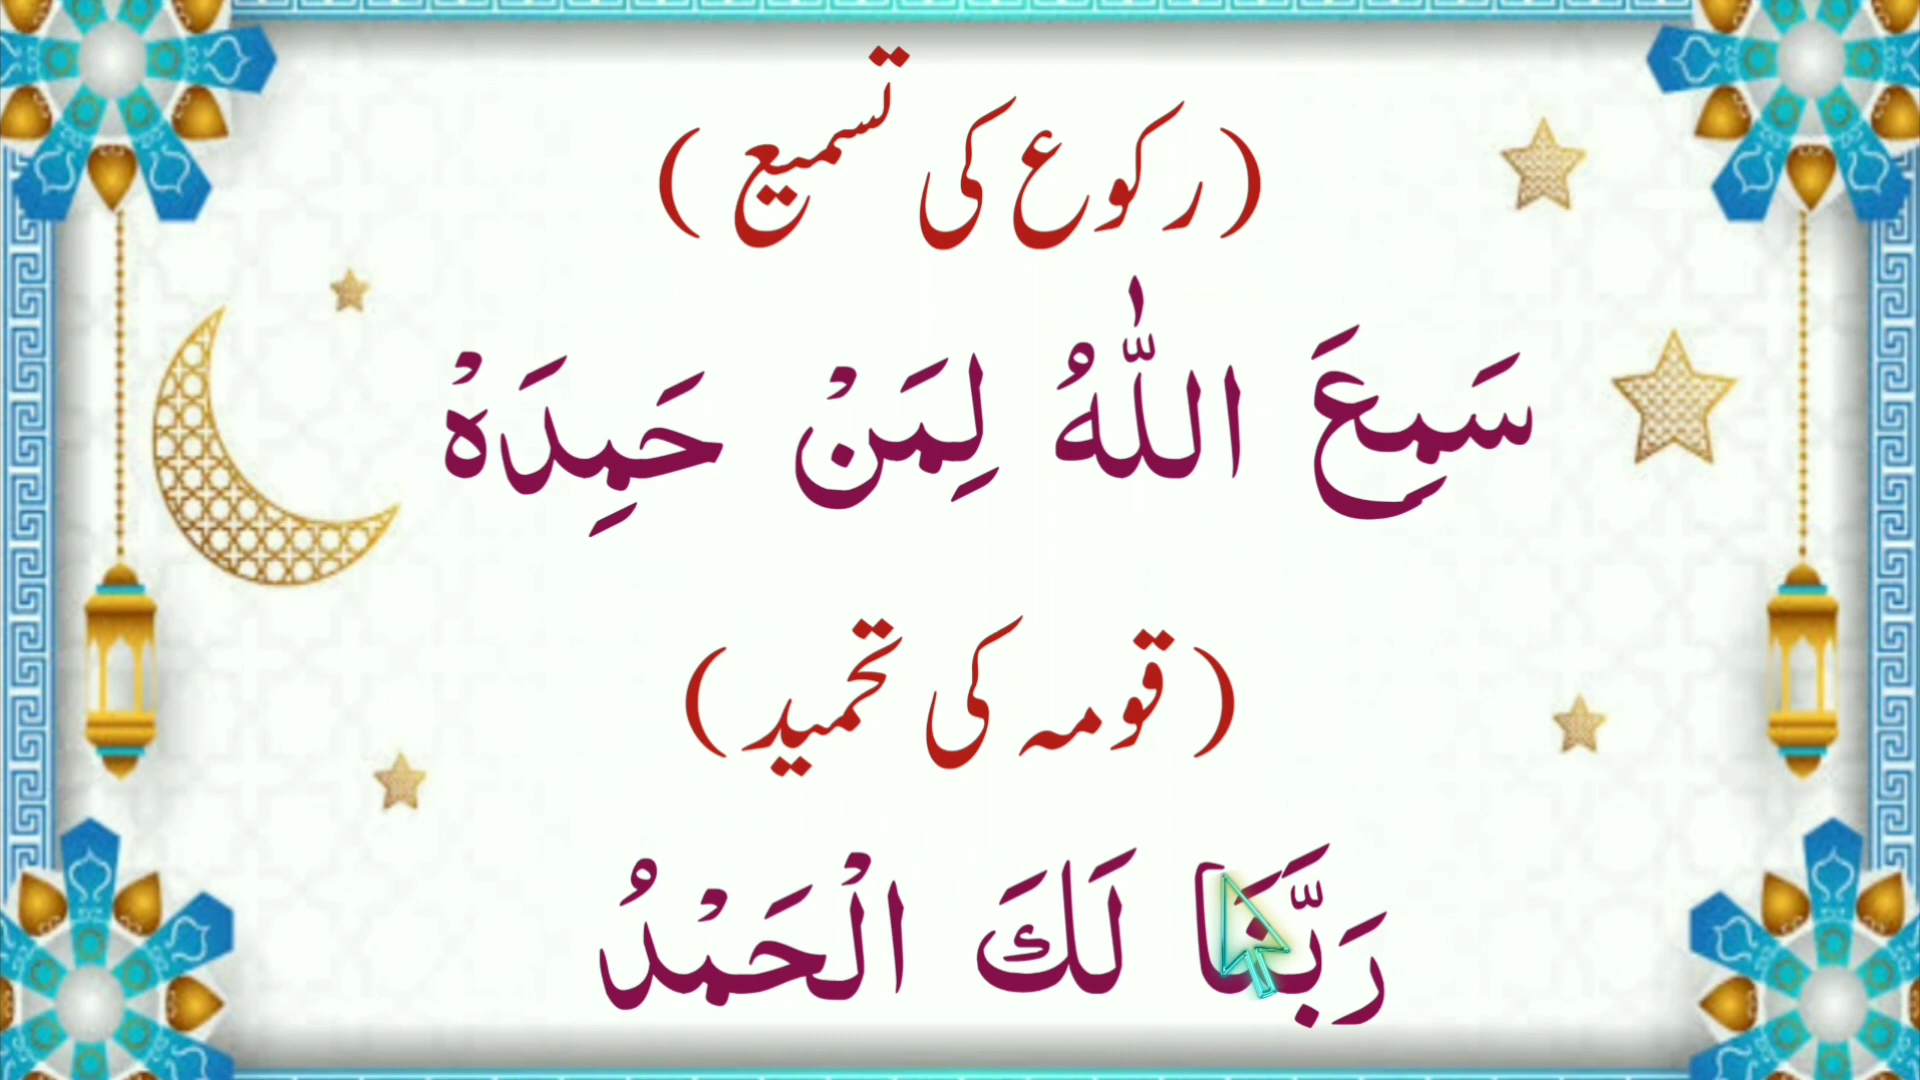 (رکوع کی تسمیع)
سَمِعَ اللّٰهُ لِمَنْ حَمِدَهْ
(قومہ کی تحمید)
رَبَّنَا لَكَ الْحَمْدُ